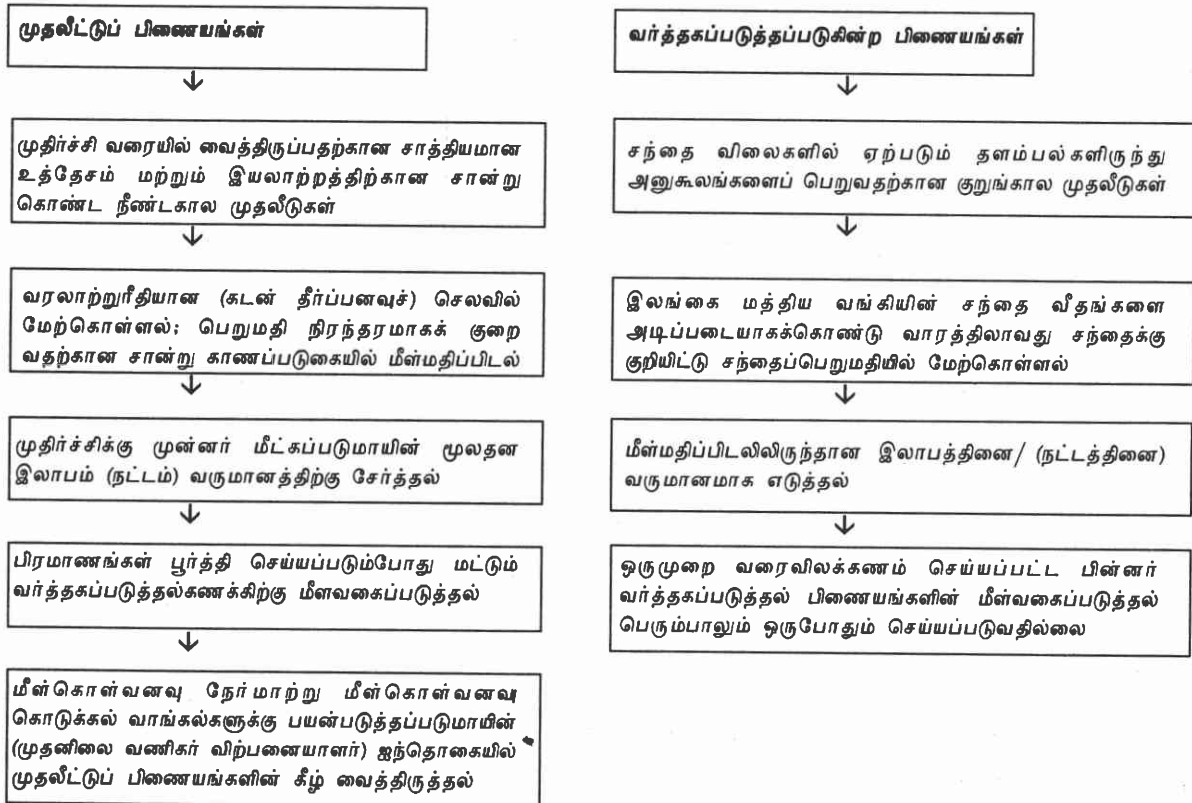 முதலீட்டுப் பிணையங்கள்
முதிர்ச்சி வரையில் வைத்திருப்பதற்கான சாத்தியமான
உத்தேசம் மற்றும் இயலாற்றத்திற்கான சான்று
கொண்ட நீண்டகால முதலீடுகள்
வரலாற்றுரீதியான (கடன் தீர்ப்பனவுச்) செலவில்
மேற்கொள்ளல்; பெறுமதி நிரந்தரமாகக் குறை
வதற்கான சான்று காணப்படுகையில் மீள்மதிப்பிடல்
முதிர்ச்சிக்கு முன்னர் மீட்கப்படுமாயின் மூலதன
இலாபம் (நட்டம்) வருமானத்திற்கு சேர்த்தல்
பிரமாணங்கள் பூர்த்தி செய்யப்படும்போது மட்டும்
வர்த்தகப்படுத்தல்கணக்கிற்கு மீளவகைப்படுத்தல்
மீள்கொள்வனவு நேர்மாற்று மீள்கொள்வனவு
கொடுக்கல் வாங்கல்களுக்கு பயன்படுத்தப்படுமாயின்
(முதனிலை வணிகர் விற்பனையாளர்) ஐந்தொகையில்
முதலீட்டுப் பிணையங்களின் கீழ் வைத்திருத்தல்
வர்த்தகப்படுத்தப்படுகின்ற பிணையங்கள்
சந்தை விலைகளில் ஏற்படும் தளம்பல்களிருந்து
அனுகூலங்களைப் பெறுவதற்கான குறுங்கால முதலீடுகள்
இலங்கை மத்திய வங்கியின் சந்தை வீதங்களை
அடிப்படையாகக்கொண்டு வாரத்திலாவது சந்தைக்கு
குறியிட்டு சந்தைப்பெறுமதியில் மேற்கொள்ளல்
மீள்மதிப்பிடலிலிருந்தான இலாபத்தினை/ (நட்டத்தினை)
வருமானமாக எடுத்தல்
ஒருமுறை வரைவிலக்கணம் செய்யப்பட்ட பின்னர்
வர்த்தகப்படுத்தல் பிணையங்களின் மீள்வகைப்படுத்தல்
பெரும்பாலும் ஒருபோதும் செய்யப்படுவதில்லை